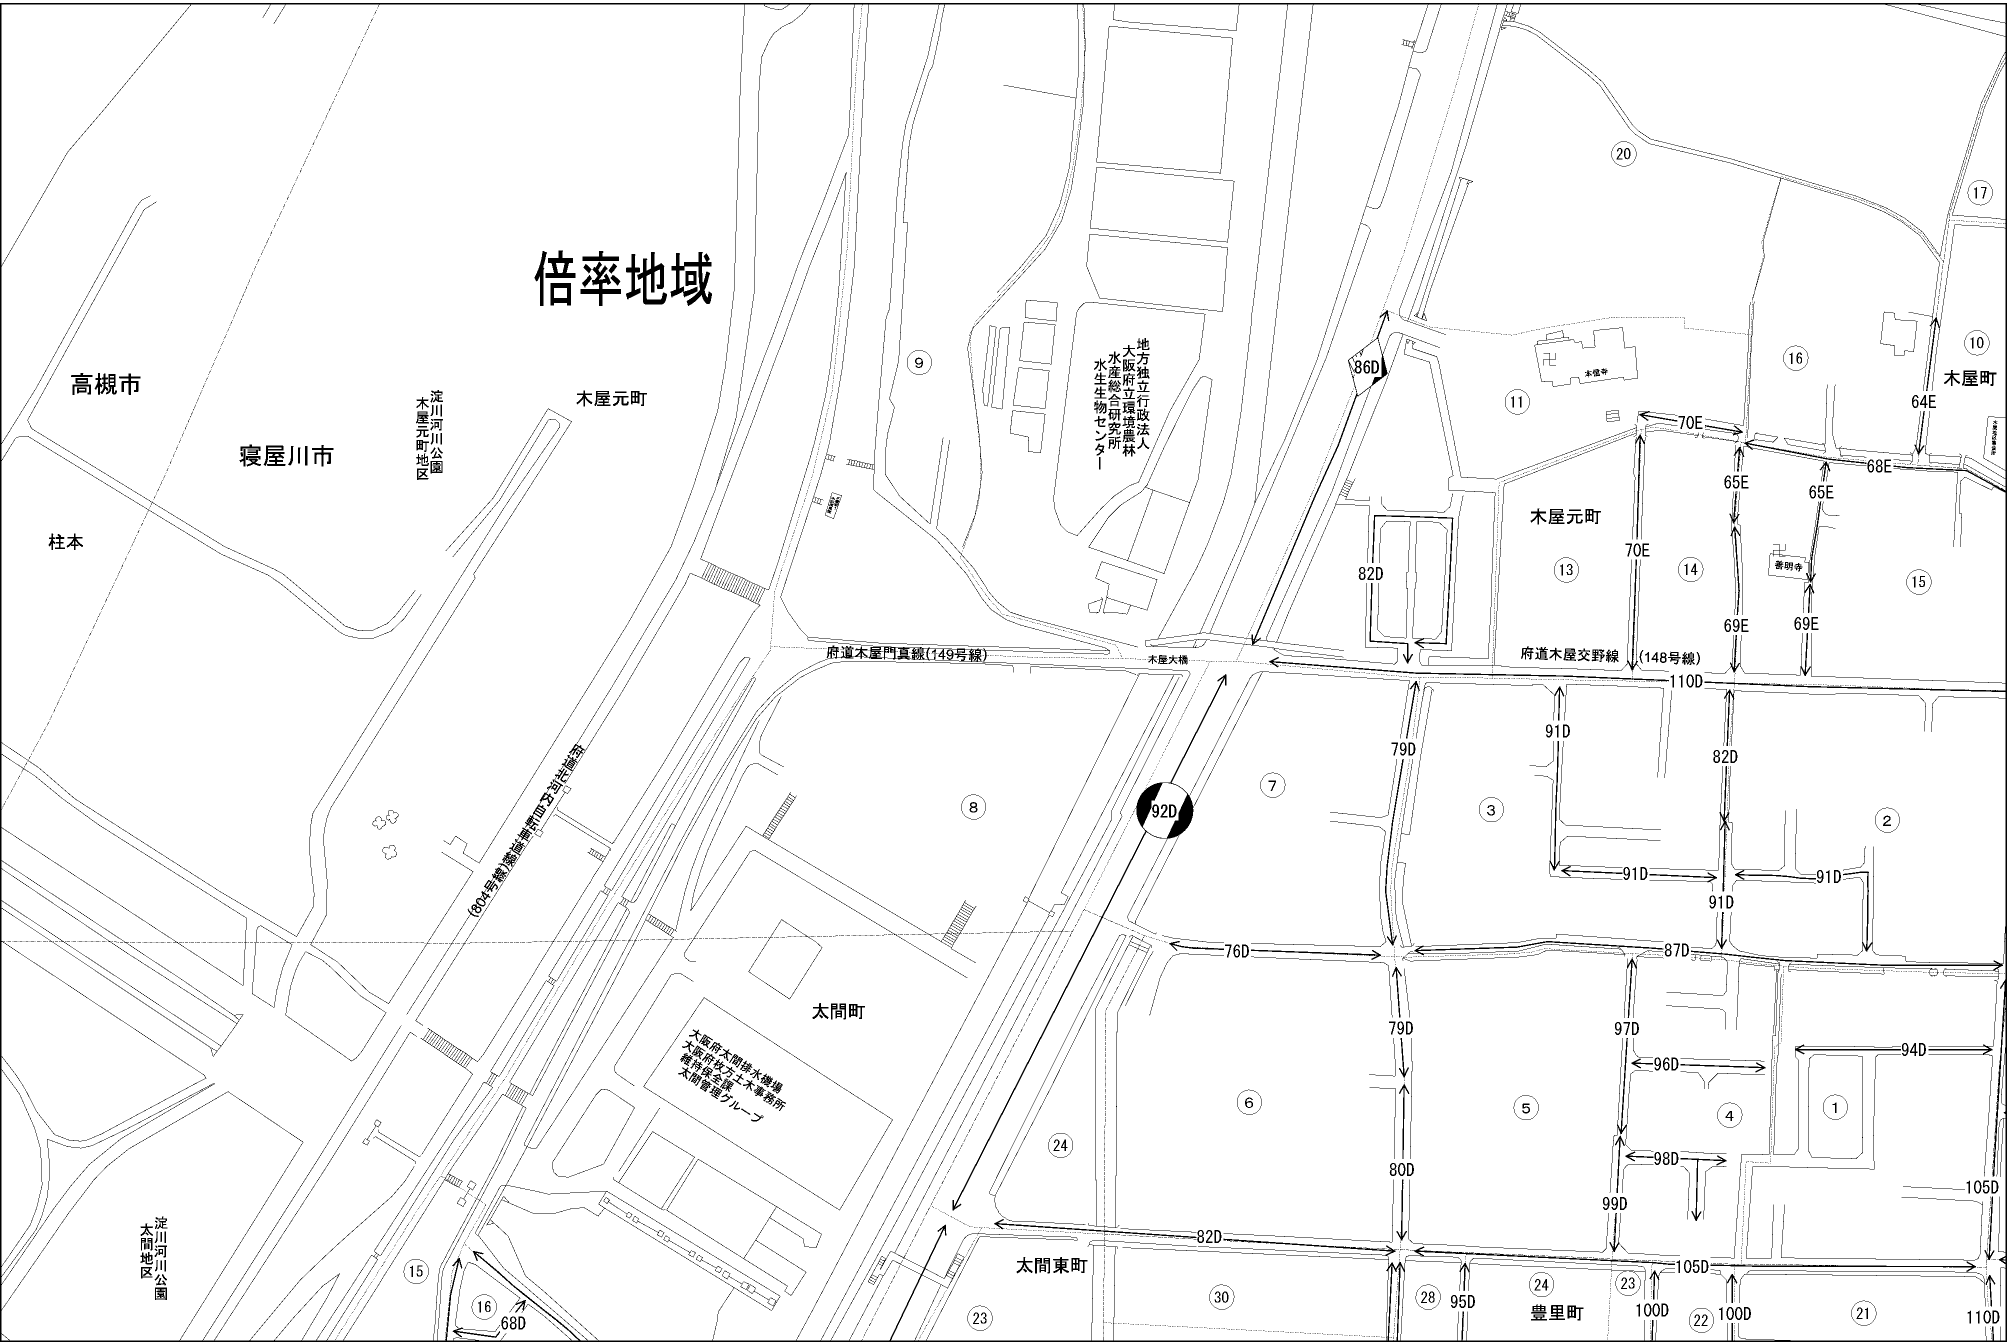 倍率地域
高槻市
寝屋川市
柱本
淀川河川公園
木屋元町地区
木屋元町
⑨
地方独立行政法人
大阪府立環境農林
水産総合研究所
水生生物センター
86D
⑳
⑰
⑯
⑩
木屋町
64E
⑪
本信寺
70E
68E
65E
65E
木屋元町
70E
⑬
⑭
善明寺
⑮
82D
69E
69E
府道木屋門真線(149号線)
木屋大橋
府道木屋交野線 (148号線)
110D
府道北河内自転車道線
(804号線)
⑧
92D
⑦
79D
③
91D
82D
②
91D
91D
91D
76D
87D
太間町
大阪府太間排水機場
大阪府枚方土木事務所
維持保全課
太間管理グループ
79D
97D
96D
94D
⑥
⑤
④
①
㉔
80D
98D
99D
105D
淀川河川公園
太間地区
82D
太間東町
105D
⑮
⑯
68D
㉓
㉚
㉘
95D
㉔
豊里町
㉓
100D
㉒
100D
㉑
110D